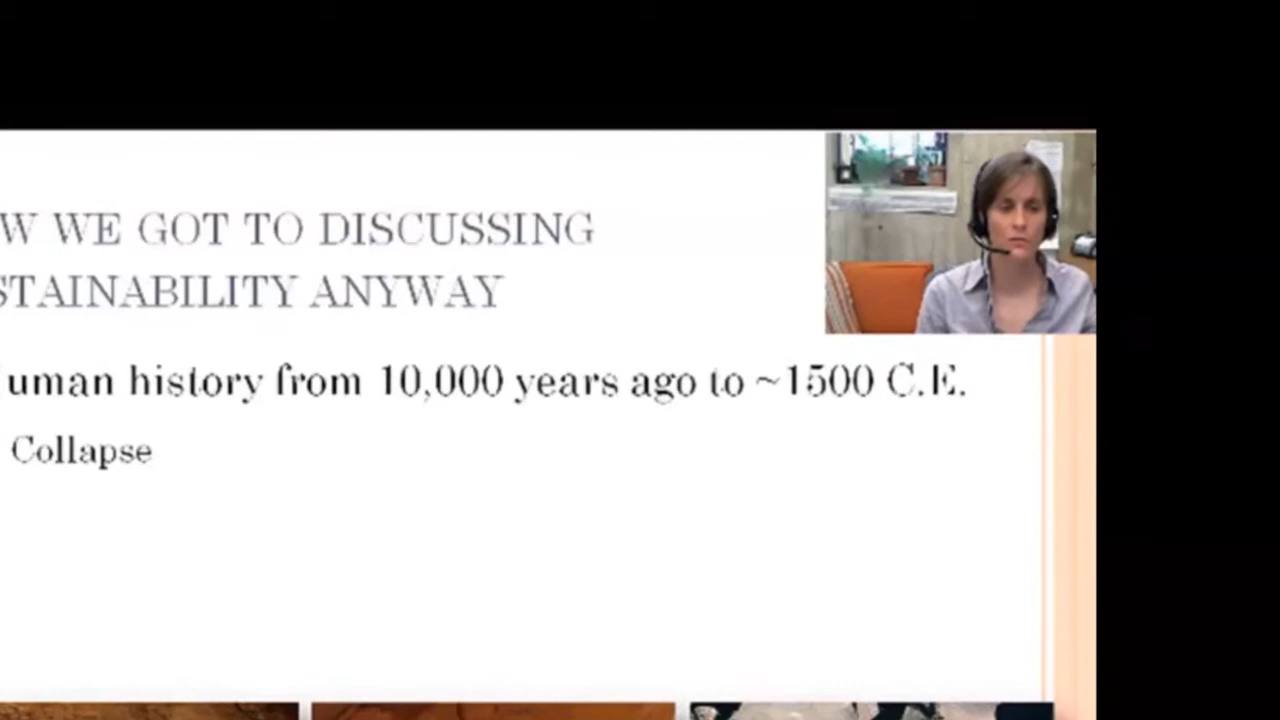 W WE GOT TO DISCUSSING
STAINABILITY ANYWAY
uman history from 10,000 years ago to ~1500 C.E.
Collapse